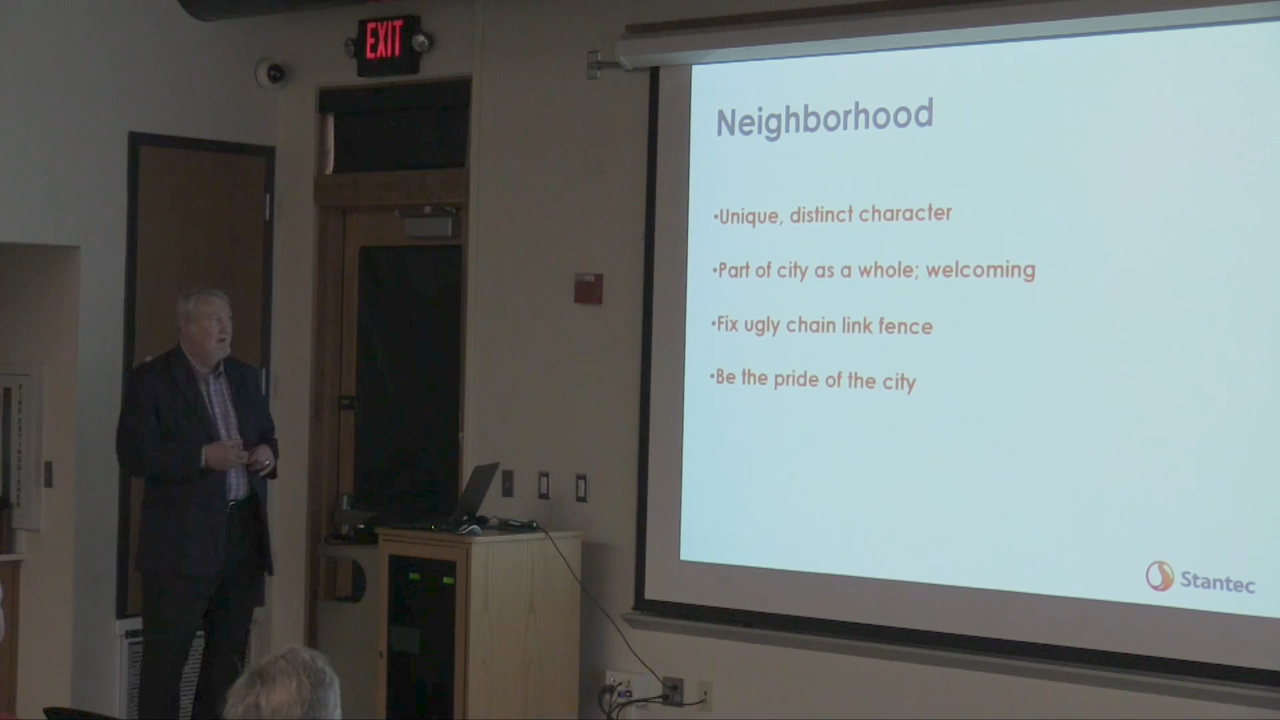 EXIT
Neighborhood
•Unique, distinct character
•Part of city as a whole; welcoming
•Fix ugly chain link fence
•Be the pride of the city
Stantec